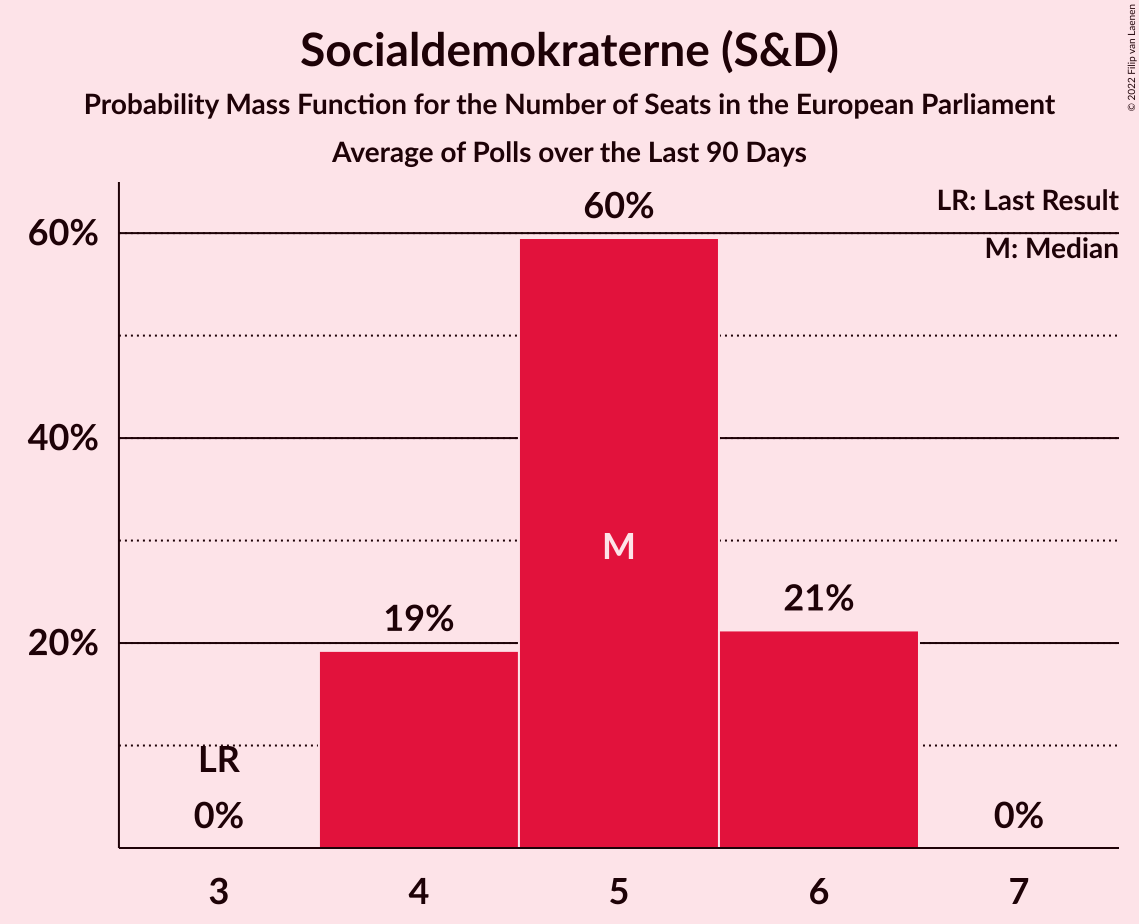 Socialdemokraterne (S&D)
Probability Mass Function for the Number of Seats in the European Parliament
Average of Polls over the Last 90 Days
© 2022 Filip van Laenen
LR: Last Result
M: Median
60%
60%
40%
M
19%
21%
20%
LR
0%
0%
3
4
5
6
7